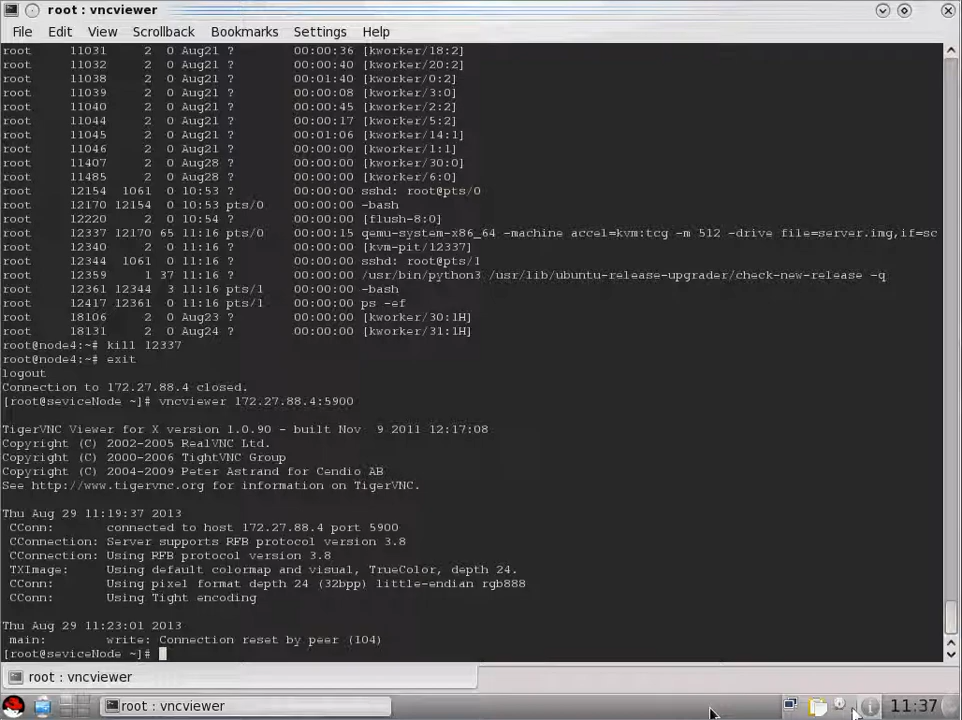 root : vncviewer
File Edit View Scrollback Bookmarks Settings Help
root 11031 2 0 Aug21 ? 00:00:36 [kworker/18:2]
root 11032 2 0 Aug21 ? 00:00:40 [kworker/20:2]
root 11038 2 0 Aug21 ? 00:01:40 [kworker/0:2]
root 11039 2 0 Aug21 ? 00:00:08 [kworker/3:0]
root 11040 2 0 Aug21 ? 00:00:45 [kworker/2:2]
root 11044 2 0 Aug21 ? 00:00:17 [kworker/5:2]
root 11045 2 0 Aug21 ? 00:01:06 [kworker/14:1]
root 11046 2 0 Aug21 ? 00:00:00 [kworker/1:1]
root 11407 2 0 Aug28 ? 00:00:00 [kworker/30:0]
root 11485 2 0 Aug28 ? 00:00:00 [kworker/6:0]
root 12154 1061 0 10:53 ? 00:00:00 sshd: root@pts/0
root 12170 12154 0 10:53 pts/0 00:00:00 -bash
root 12220 2 0 10:54 ? 00:00:00 [flush-8:0]
root 12337 12170 65 11:16 pts/0 00:00:15 qemu-system-x86_64 -machine accel=kvm:tcg -m 512 -drive file=server.img,if=sc
root 12340 2 0 11:16 ? 00:00:00 [kvm-pit/12337]
root 12344 1061 0 11:16 ? 00:00:00 sshd: root@pts/1
root 12359 1 37 11:16 ? 00:00:00 /usr/bin/python3 /usr/lib/ubuntu-release-upgrader/check-new-release -q
root 12361 12344 3 11:16 pts/1 00:00:00 -bash
root 12417 12361 0 11:16 pts/1 00:00:00 ps -ef
root 18106 2 0 Aug23 ? 00:00:00 [kworker/30:1H]
root 18131 2 0 Aug24 ? 00:00:00 [kworker/31:1H]
root@node4:~# kill 12337
root@node4:~# exit
logout
Connection to 172.27.88.4 closed.
[root@seviceNode ~]# vncviewer 172.27.88.4:5900
TigerVNC Viewer for X version 1.0.90 - built Nov 9 2011 12:17:08
Copyright (C) 2002-2005 RealVNC Ltd.
Copyright (C) 2000-2006 TightVNC Group
Copyright (C) 2004-2009 Peter Astrand for Cendio AB
See http://www.tigervnc.org for information on TigerVNC.
Thu Aug 29 11:19:37 2013
CConn: connected to host 172.27.88.4 port 5900
CConnection: Server supports RFB protocol version 3.8
CConnection: Using RFB protocol version 3.8
TXImage: Using default colormap and visual, TrueColor, depth 24.
CConn: Using pixel format depth 24 (32bpp) little-endian rgb888
CConn: Using Tight encoding
Thu Aug 29 11:23:01 2013
main: write: Connection reset by peer (104)
[root@seviceNode ~]#
root : vncviewer
root : vncviewer
11:37